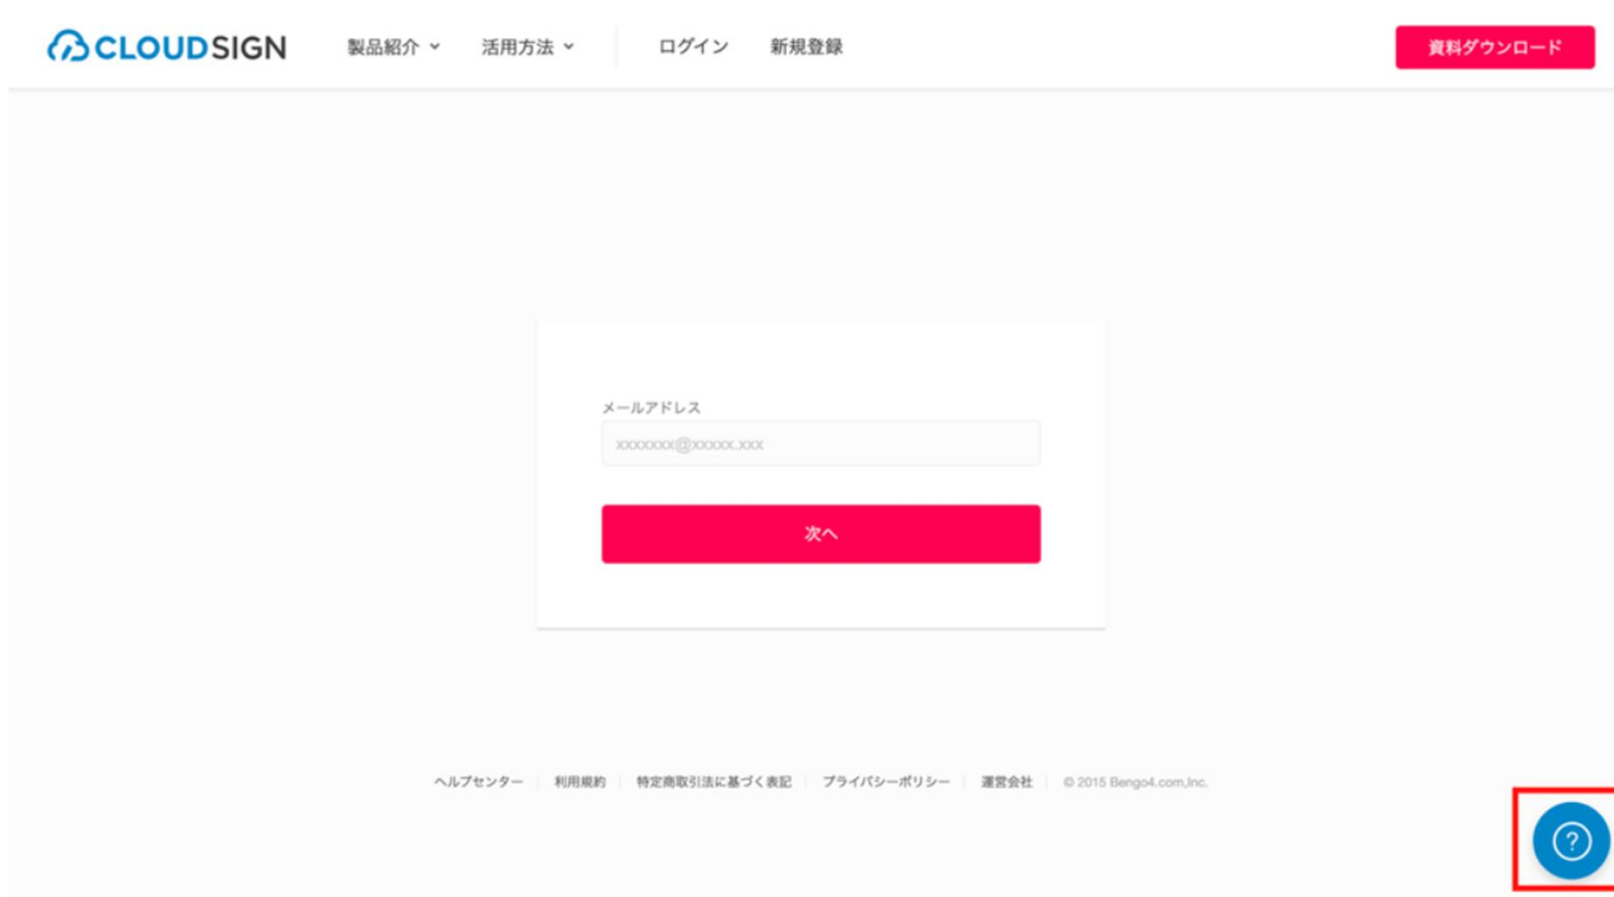 CLOUDSIGN 製品紹介 活用方法 ログイン 新規登録 資料ダウンロード
メールアドレス
xxxxxxx@xxxxx.xxx
次へ
ヘルプセンター 利用規約 特定商取引法に基づく表記 プライバシーポリシー 運営会社 © 2015 Bengo4.com,Inc.
?